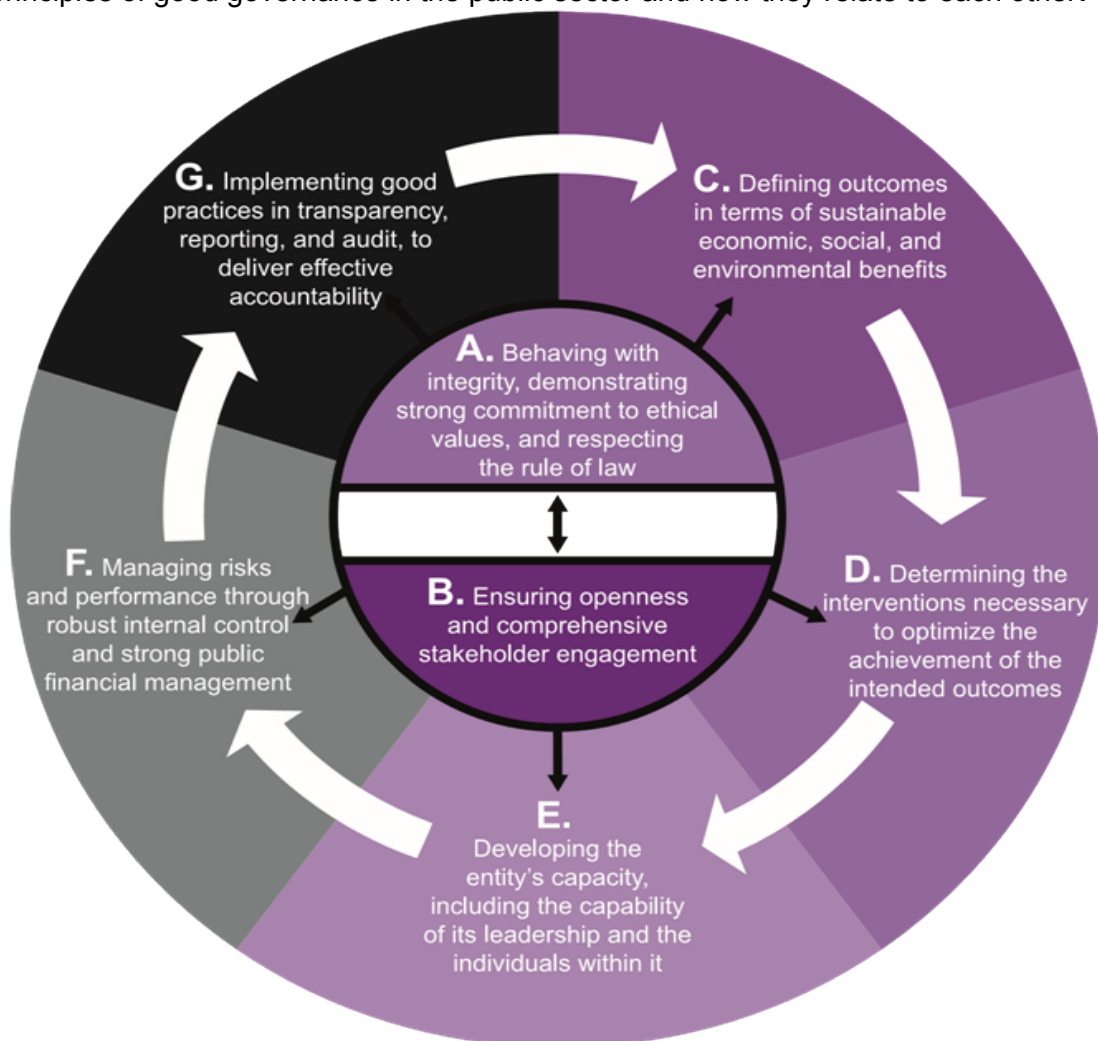 principles of good governance in the public sector and how they relate to each other.
G. Implementing good
practices in transparency,
reporting, and audit, to
deliver effective
accountability
C. Defining outcomes
in terms of sustainable
economic, social, and
environmental benefits
A. Behaving with
integrity, demonstrating
strong commitment to ethical
values, and respecting
the rule of law
B. Ensuring openness
and comprehensive
stakeholder engagement
D. Determining the
interventions necessary
to optimize the
achievement of the
intended outcomes
E.
Developing the
entity's capacity,
including the capability
of its leadership and the
individuals within it
F. Managing risks
and performance through
robust internal control
and strong public
financial management